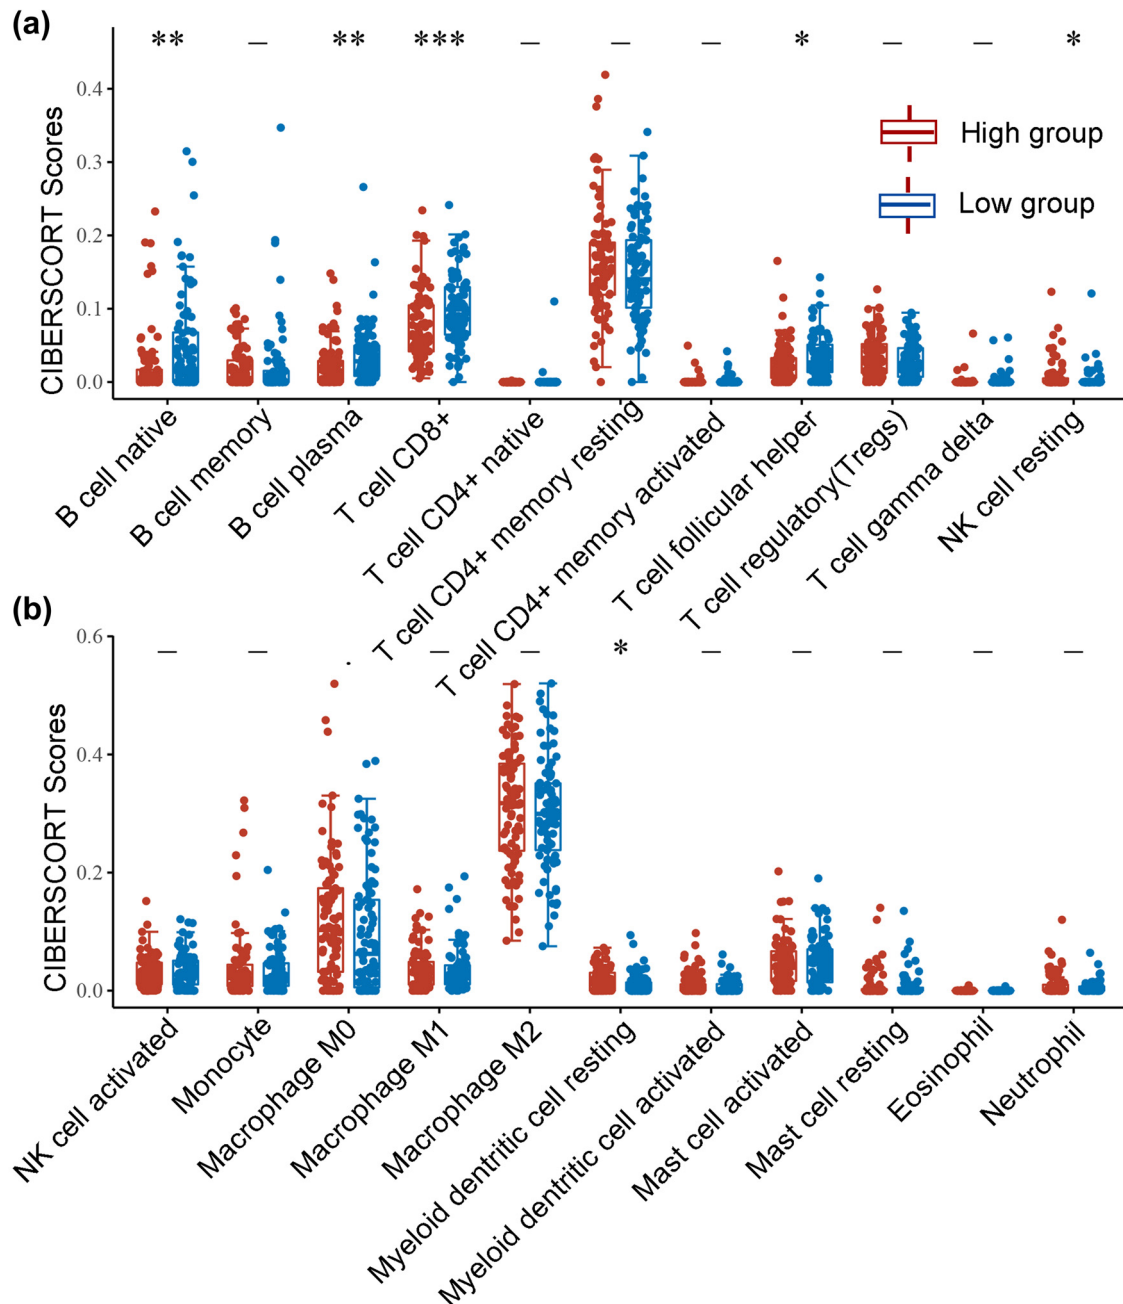 (a)
** — ** *** — — — * — — *
CIBERSCORT Scores
0.4
0.3
0.2
0.1
0.0
High group
Low group
B cell native
B cell memory
B cell plasma
T cell CD8+
T cell CD4+ native
T cell CD4+ memory resting
T cell CD4+ memory activated
T cell follicular helper
T cell regulatory(Tregs)
T cell gamma delta
NK cell resting
(b)
— — . — — * — — — — —
CIBERSCORT Scores
0.6
0.4
0.2
0.0
NK cell activated
Monocyte
Macrophage M0
Macrophage M1
Macrophage M2
Myeloid dentritic cell resting
Myeloid dentritic cell activated
Mast cell activated
Mast cell resting
Eosinophil
Neutrophil